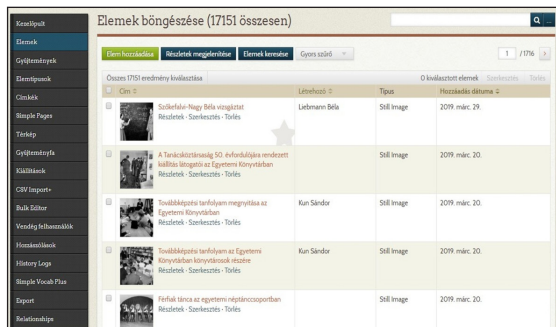 Kezelőpult
Elemek
Gyűjtemények
Elemtípusok
Címkék
Simple Pages
Térkép
Gyűjteményfa
Kiállítások
CSV Import+
Bulk Editor
Vendég felhasználók
Hozzászólások
History Logs
Simple Vocab Plus
Export
Relationships
Elemek böngészése (17151 összesen)
Elem hozzáadása Részletek megjelenítése Elemek keresése Gyors szűrő 1 /1716
Összes 17151 eredmény kiválasztása 0 kiválasztott elemek Szerkesztés Törlés
Cím Létrehozó Típus Hozzáadás dátuma
Szőkefalvi-Nagy Béla vizsgáztat Liebmann Béla Still Image 2019. márc. 29.
Részletek · Szerkesztés · Törlés
A Tanácsköztársaság 50. évfordulójára rendezett Still Image 2019. márc. 20.
kiállítás látogatói az Egyetemi Könyvtárban
Részletek · Szerkesztés · Törlés
Továbbképzési tanfolyam megnyitása az Kun Sándor Still Image 2019. márc. 20.
Egyetemi Könyvtárban
Részletek · Szerkesztés · Törlés
Továbbképzési tanfolyam az Egyetemi Kun Sándor Still Image 2019. márc. 20.
Könyvtárban könyvtárosok részére
Részletek · Szerkesztés · Törlés
Férfiak tánca az egyetemi néptánccsoportban Still Image 2019. márc. 20.
Részletek · Szerkesztés · Törlés